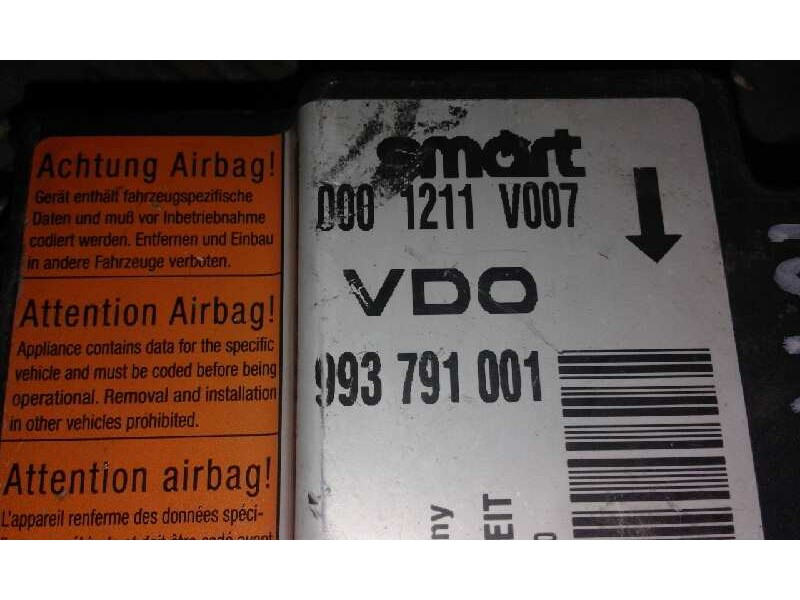 Achtung Airbag!
Gerät enthält fahrzeugspezifische
Daten und muß vor Inbetriebnahme
codiert werden. Entfernen und Einbau
in andere Fahrzeuge verboten.
Attention Airbag!
Appliance contains data for the specific
vehicle and must be coded before being
operational. Removal and installation
in other vehicles prohibited.
Attention airbag!
L'appareil renferme des données spéci-
smart
000 1211 V007
VDO
993 791 001
ny
EIT